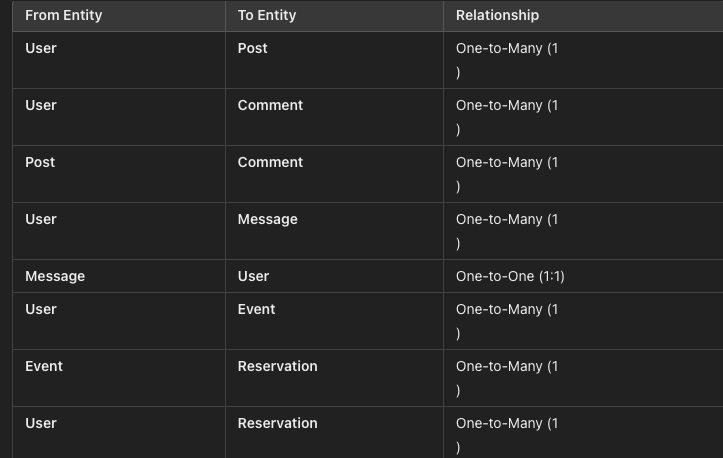 From Entity To Entity Relationship
User Post One-to-Many (1
)
User Comment One-to-Many (1
)
Post Comment One-to-Many (1
)
User Message One-to-Many (1
)
Message User One-to-One (1:1)
User Event One-to-Many (1
)
Event Reservation One-to-Many (1
)
User Reservation One-to-Many (1
)